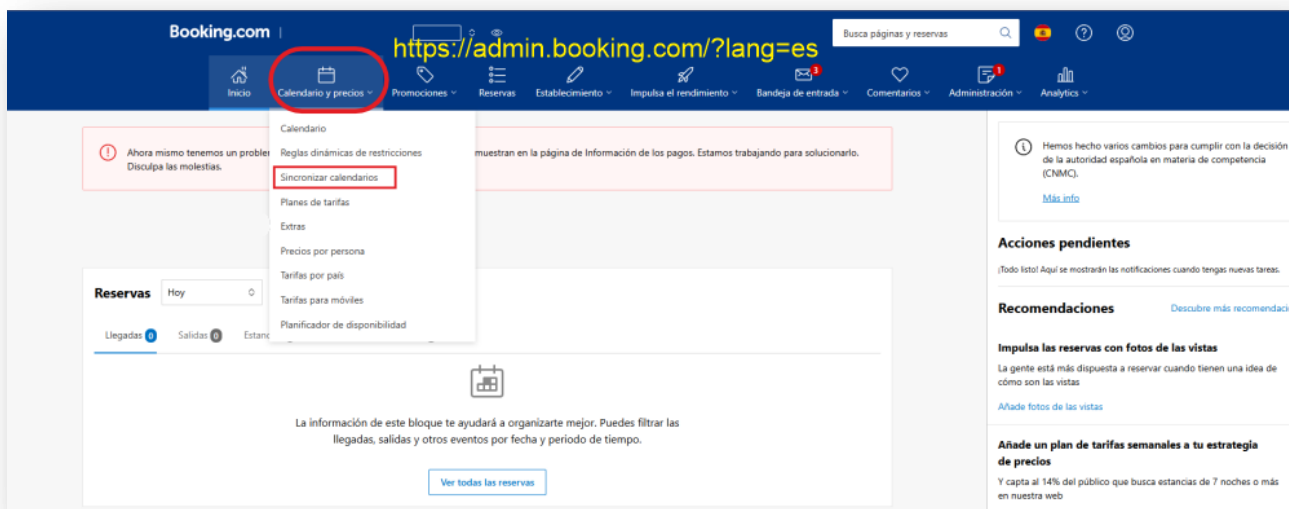 Booking.com
https://admin.booking.com/?lang=es
Busca páginas y reservas
Inicio
Calendario y precios
Promociones
Reservas
Establecimiento
Impulsa el rendimiento
Bandeja de entrada
3
Comentarios
Administración
1
Analytics
Calendario
Reglas dinámicas de restricciones
Sincronizar calendarios
Planes de tarifas
Extras
Precios por persona
Tarifas por país
Tarifas para móviles
Planificador de disponibilidad
Ahora mismo tenemos un muestran en la página de Información de los pagos. Estamos trabajando para solucionarlo.
Disculpa las molestias.
Reservas
Hoy
Llegadas 0
Salidas 0
La información de este bloque te ayudará a organizarte mejor. Puedes filtrar las
llegadas, salidas y otros eventos por fecha y periodo de tiempo.
Ver todas las reservas
Hemos hecho varios cambios para cumplir con la decisión
de la autoridad española en materia de competencia
(CNMC).
Más info
Acciones pendientes
¡Todo listo! Aquí se mostrarán las notificaciones cuando tengas nuevas tareas.
Recomendaciones
Descubre más
Impulsa las reservas con fotos de las vistas
La gente está más dispuesta a reservar cuando tienen una idea de
cómo son las vistas
Añade fotos de las vistas
Añade un plan de tarifas semanales a tu estrategia
de precios
Y capta al 14% del público que busca estancias de 7 noches o más
en nuestra web